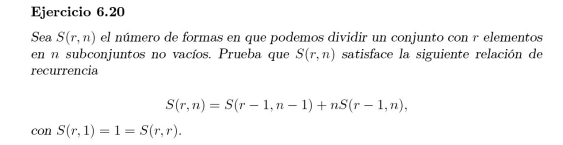 Ejercicio 6.20
Sea S(r, n) el número de formas en que podemos dividir un conjunto con r elementos
en n subconjuntos no vacíos. Prueba que S(r, n) satisface la siguiente relación de
recurrencia
S(r, n) = S(r − 1, n − 1) + nS(r − 1, n),
con S(r, 1) = 1 = S(r, r).